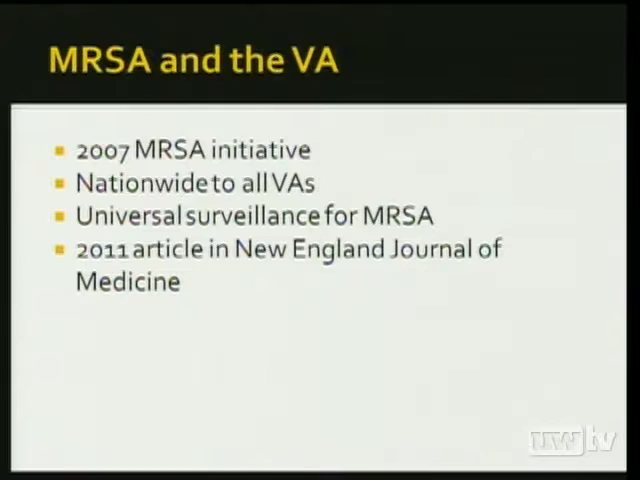 MRSA and the VA
2007 MRSA initiative
Nationwide to all VAs
Universal surveillance for MRSA
2011 article in New England Journal of
Medicine
uwtv